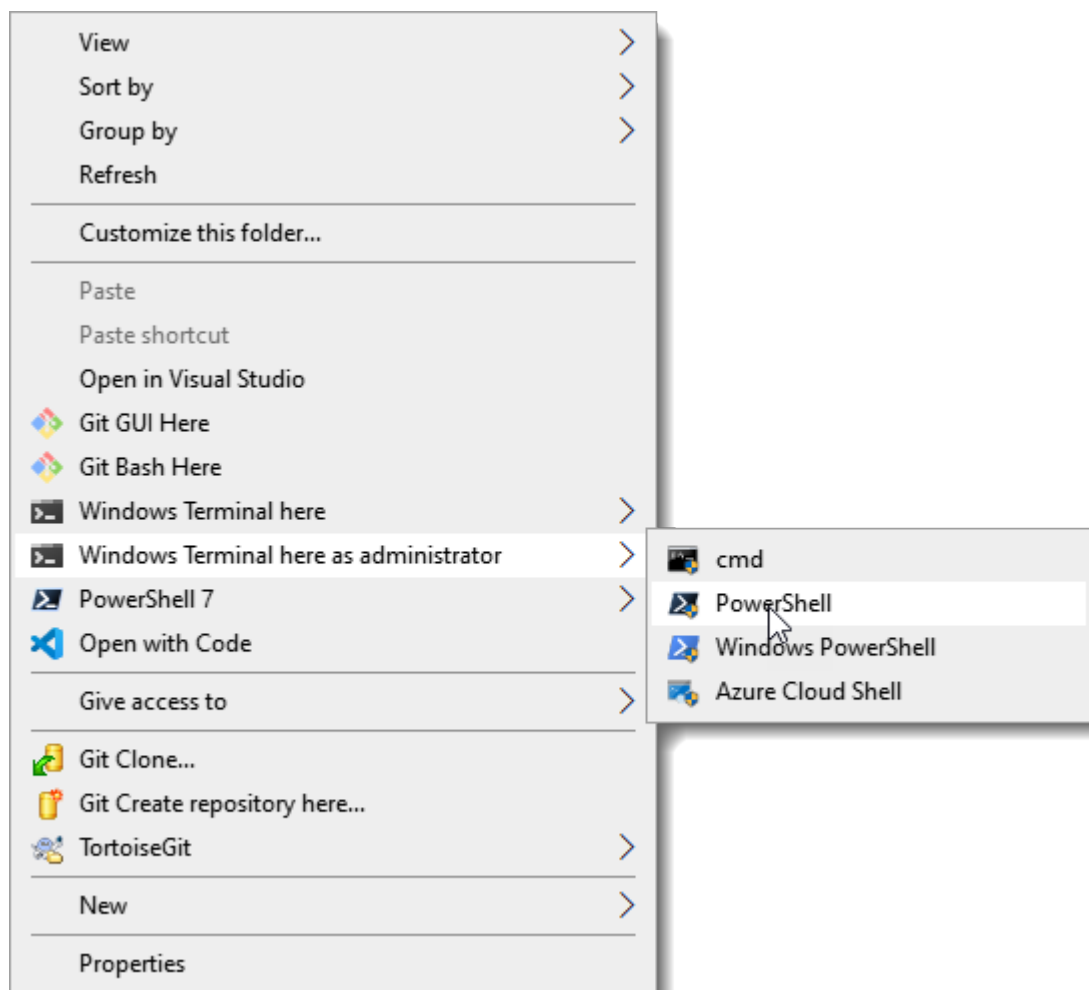 View
Sort by
Group by
Refresh
Customize this folder...
Paste
Paste shortcut
Open in Visual Studio
Git GUI Here
Git Bash Here
Windows Terminal here
Windows Terminal here as administrator
PowerShell 7
Open with Code
Give access to
Git Clone...
Git Create repository here...
TortoiseGit
New
Properties
cmd
PowerShell
Windows PowerShell
Azure Cloud Shell